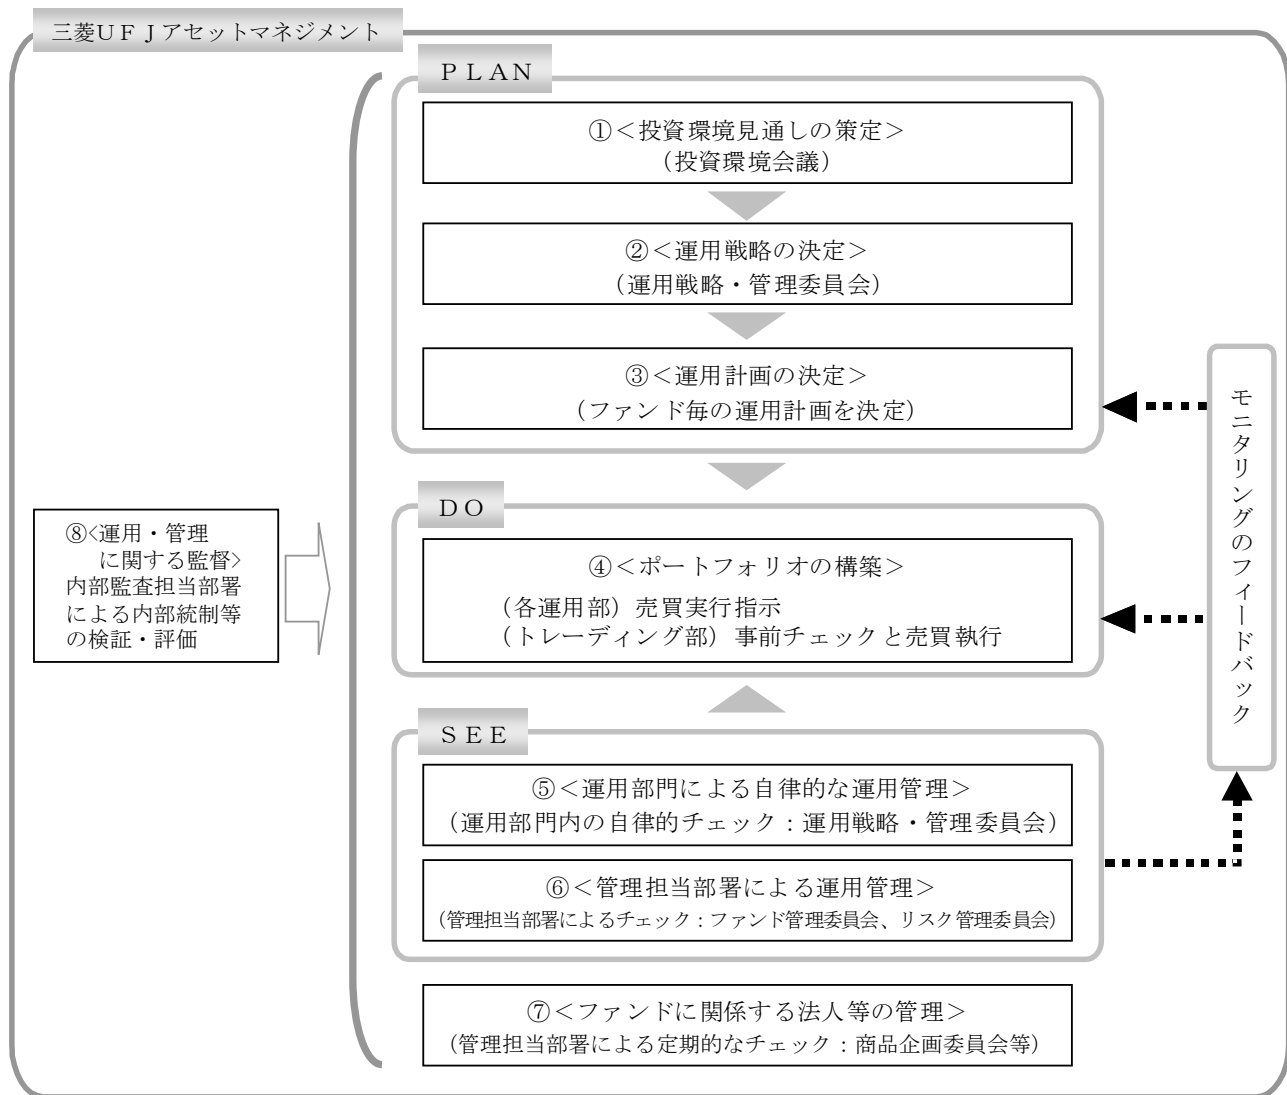 三菱ＵＦＪアセットマネジメント
ＰＬＡＮ
①＜投資環境見通しの策定＞
（投資環境会議）
②＜運用戦略の決定＞
（運用戦略・管理委員会）
③＜運用計画の決定＞
（ファンド毎の運用計画を決定）
ＤＯ
④＜ポートフォリオの構築＞
（各運用部）売買実行指示
（トレーディング部）事前チェックと売買執行
ＳＥＥ
⑤＜運用部門による自律的な運用管理＞
（運用部門内の自律的チェック：運用戦略・管理委員会）
⑥＜管理担当部署による運用管理＞
（管理担当部署によるチェック：ファンド管理委員会、リスク管理委員会）
⑦＜ファンドに関係する法人等の管理＞
（管理担当部署による定期的なチェック：商品企画委員会等）
⑧<運用・管理
に関する監督>
内部監査担当部署
による内部統制等
の検証・評価
モニタリングのフィードバック